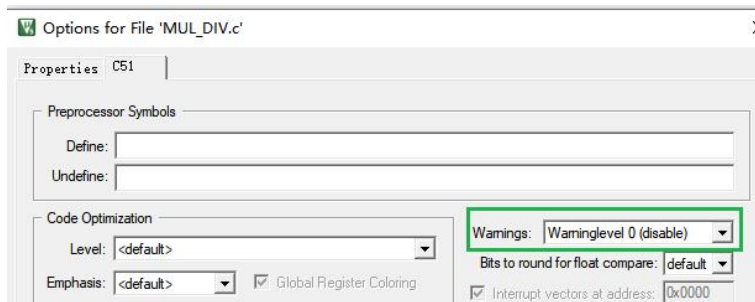 Options for File 'MUL_DIV.c'
Properties C51
Preprocessor Symbols
Define:
Undefine:
Code Optimization
Level: <default>
Emphasis: <default> Global Register Coloring
Warnings: Warninglevel 0 (disable)
Bits to round for float compare: default
Interrupt vectors at address: 0x0000